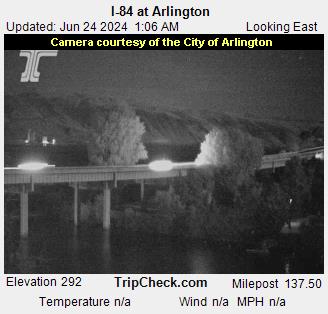 I-84 at Arlington
Updated: Jun 24 2024 1:06 AM Looking East
Camera courtesy of the City of Arlington
Elevation 292 TripCheck.com Milepost 137.50
Temperature n/a Wind n/a MPH n/a